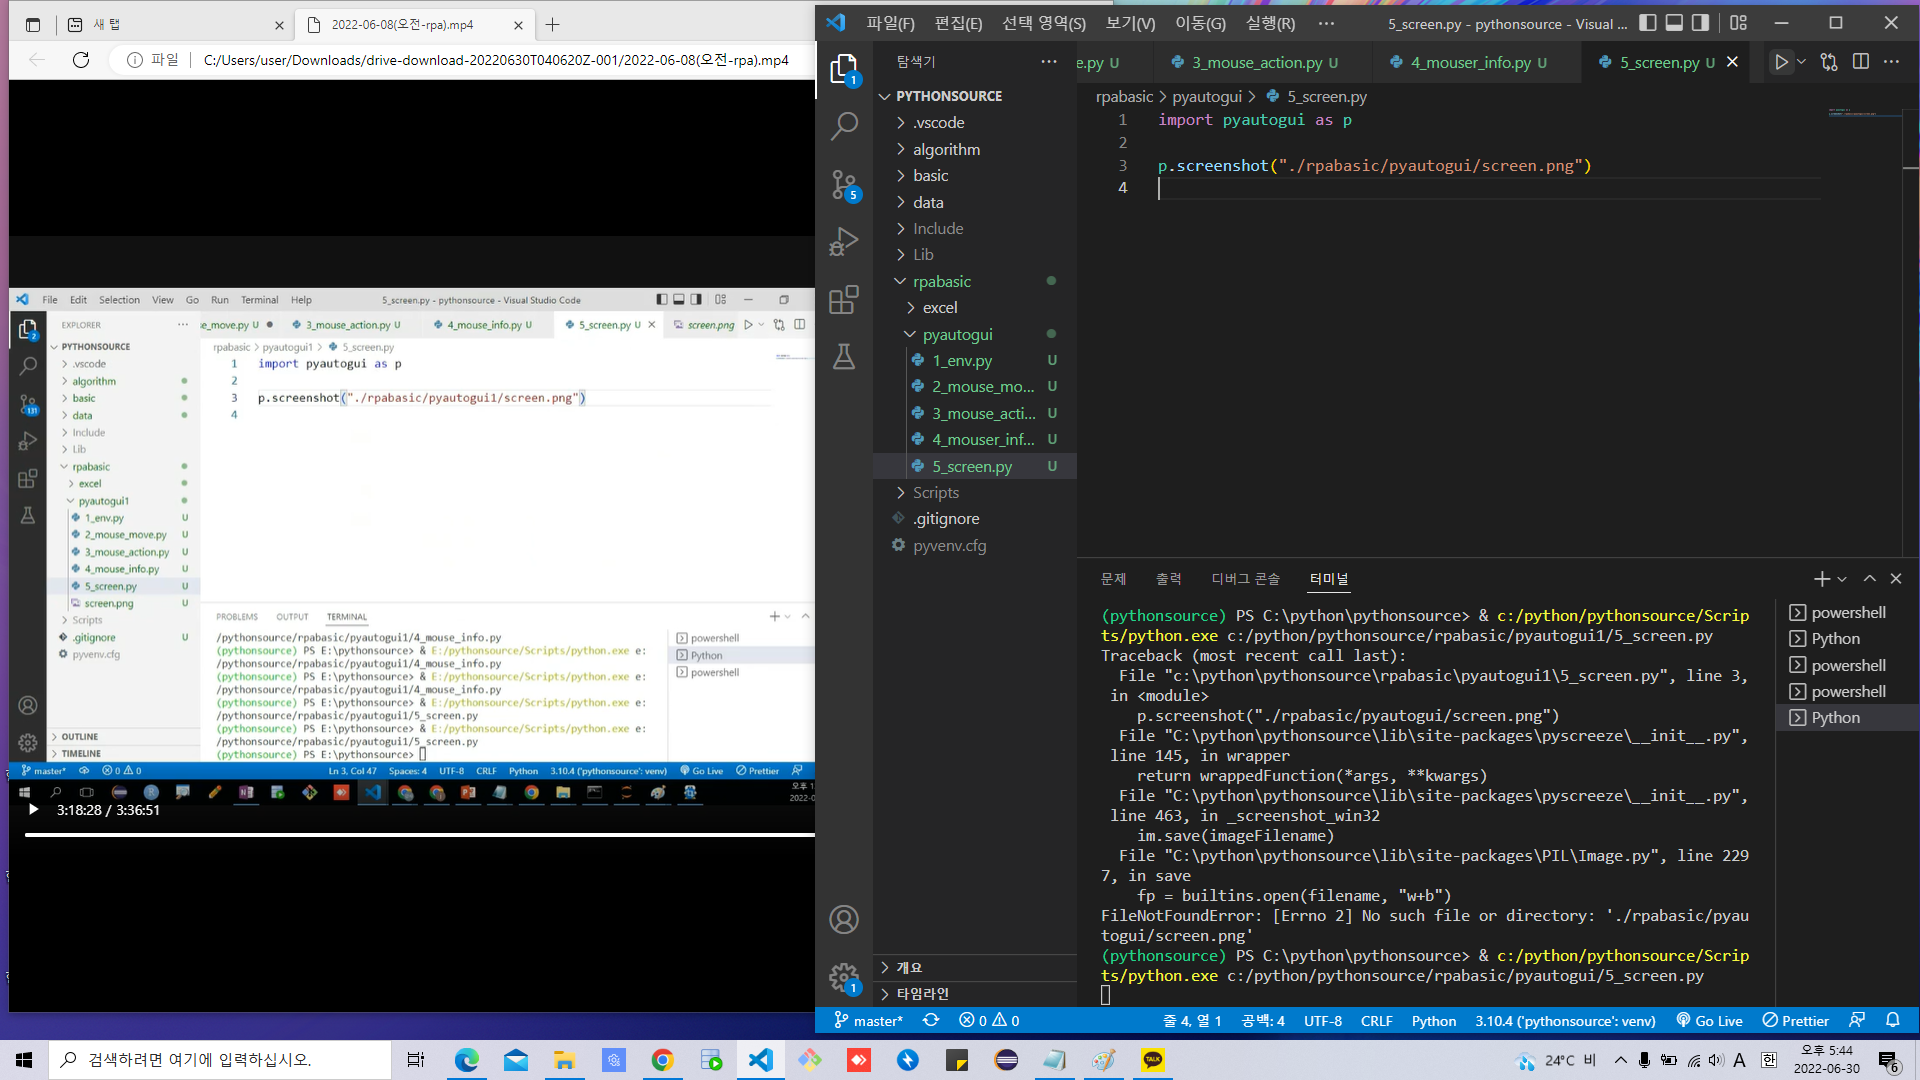 새 탭
2022-06-08(오전-rpa).mp4
파일
C:/Users/user/Downloads/drive-download-20220630T040620Z-001/2022-06-08(오전-rpa).mp4
File Edit Selection View Go Run Terminal Help
5_screen.py - pythonsource - Visual Studio Code
EXPLORER
se_move.py U
3_mouse_action.py U
4_mouse_info.py U
5_screen.py U
screen.png
rpabasic > pyautogui1 > 5_screen.py
PYTHONSOURCE
.vscode
algorithm
basic
data
Include
Lib
rpabasic
excel
pyautogui1
1_env.py U
2_mouse_move.py U
3_mouse_action.py U
4_mouse_info.py U
5_screen.py U
screen.png U
Scripts
.gitignore U
pyvenv.cfg
OUTLINE
TIMELINE
2
131
1 import pyautogui as p
2
3 p.screenshot("./rpabasic/pyautogui1/screen.png")
4
PROBLEMS OUTPUT TERMINAL
/pythonsource/rpabasic/pyautogui1/4_mouse_info.py
(pythonsource) PS E:\pythonsource> & E:/pythonsource/Scripts/python.exe e:
/pythonsource/rpabasic/pyautogui1/4_mouse_info.py
(pythonsource) PS E:\pythonsource> & E:/pythonsource/Scripts/python.exe e:
/pythonsource/rpabasic/pyautogui1/4_mouse_info.py
(pythonsource) PS E:\pythonsource> & E:/pythonsource/Scripts/python.exe e:
/pythonsource/rpabasic/pyautogui1/5_screen.py
(pythonsource) PS E:\pythonsource> & E:/pythonsource/Scripts/python.exe e:
/pythonsource/rpabasic/pyautogui1/5_screen.py
(pythonsource) PS E:\pythonsource>
powershell
Python
powershell
master* 0 0
Ln 3, Col 47 Spaces: 4 UTF-8 CRLF Python 3.10.4 ('pythonsource': venv) Go Live Prettier
3:18:28 / 3:36:51
파일(F) 편집(E) 선택 영역(S) 보기(V) 이동(G) 실행(R) ···
5_screen.py - pythonsource - Visual ...
탐색기
e.py U
3_mouse_action.py U
4_mouser_info.py U
5_screen.py U
rpabasic > pyautogui > 5_screen.py
1
5
1
PYTHONSOURCE
.vscode
algorithm
basic
data
Include
Lib
rpabasic
excel
pyautogui
1_env.py U
2_mouse_mo... U
3_mouse_acti... U
4_mouser_inf... U
5_screen.py U
Scripts
.gitignore
pyvenv.cfg
개요
타임라인
1 import pyautogui as p
2
3 p.screenshot("./rpabasic/pyautogui/screen.png")
4
문제 출력 디버그 콘솔 터미널
(pythonsource) PS C:\python\pythonsource> & c:/python/pythonsource/Scrip
ts/python.exe c:/python/pythonsource/rpabasic/pyautogui1/5_screen.py
Traceback (most recent call last):
File "c:\python\pythonsource\rpabasic\pyautogui1\5_screen.py", line 3,
in <module>
p.screenshot("./rpabasic/pyautogui/screen.png")
File "C:\python\pythonsource\lib\site-packages\pyscreeze\__init__.py",
line 145, in wrapper
return wrappedFunction(*args, **kwargs)
File "C:\python\pythonsource\lib\site-packages\pyscreeze\__init__.py",
line 463, in _screenshot_win32
im.save(imageFilename)
File "C:\python\pythonsource\lib\site-packages\PIL\Image.py", line 229
7, in save
fp = builtins.open(filename, "w+b")
FileNotFoundError: [Errno 2] No such file or directory: './rpabasic/pyau
togui/screen.png'
(pythonsource) PS C:\python\pythonsource> & c:/python/pythonsource/Scrip
ts/python.exe c:/python/pythonsource/rpabasic/pyautogui/5_screen.py
powershell
Python
powershell
powershell
Python
master* 0 0
줄 4, 열 1 공백: 4 UTF-8 CRLF Python 3.10.4 ('pythonsource': venv) Go Live Prettier
검색하려면 여기에 입력하십시오.
TALK
24°C 비
A 한
오후 5:44
2022-06-30
6